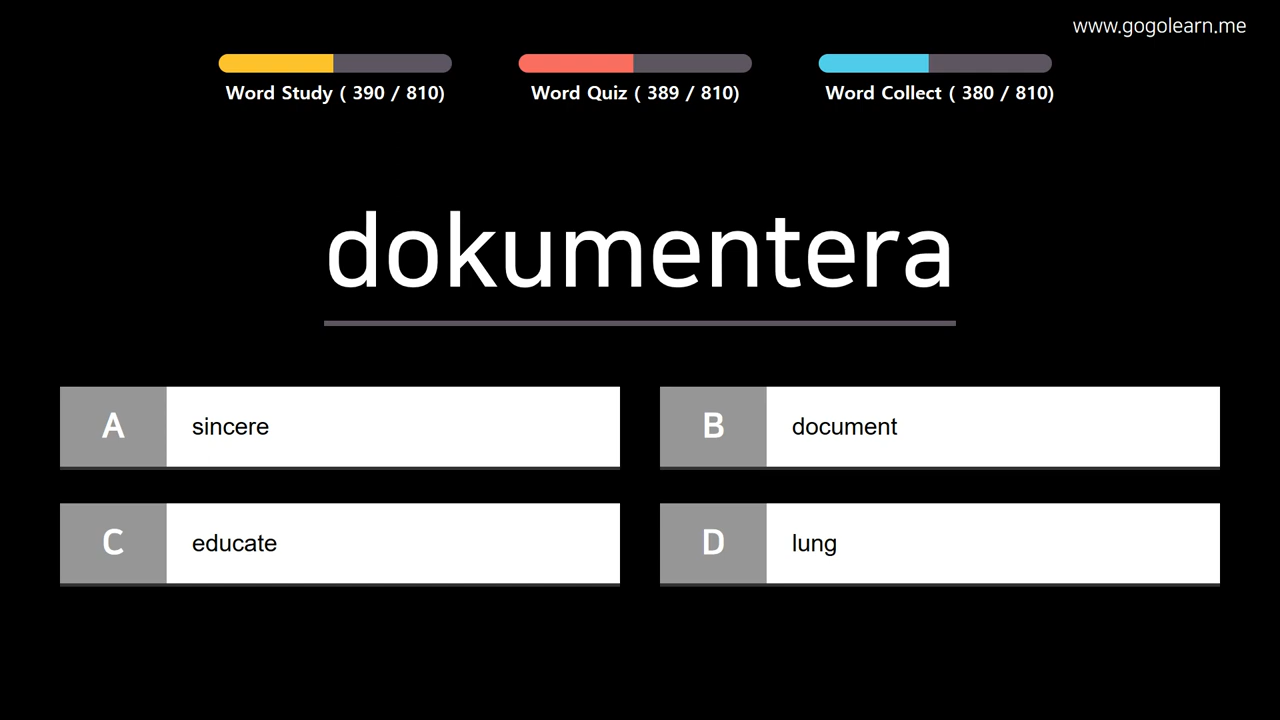 www.gogolearn.me
Word Study ( 390 / 810)
Word Quiz ( 389 / 810)
Word Collect ( 380 / 810)
dokumentera
A sincere
B document
C educate
D lung